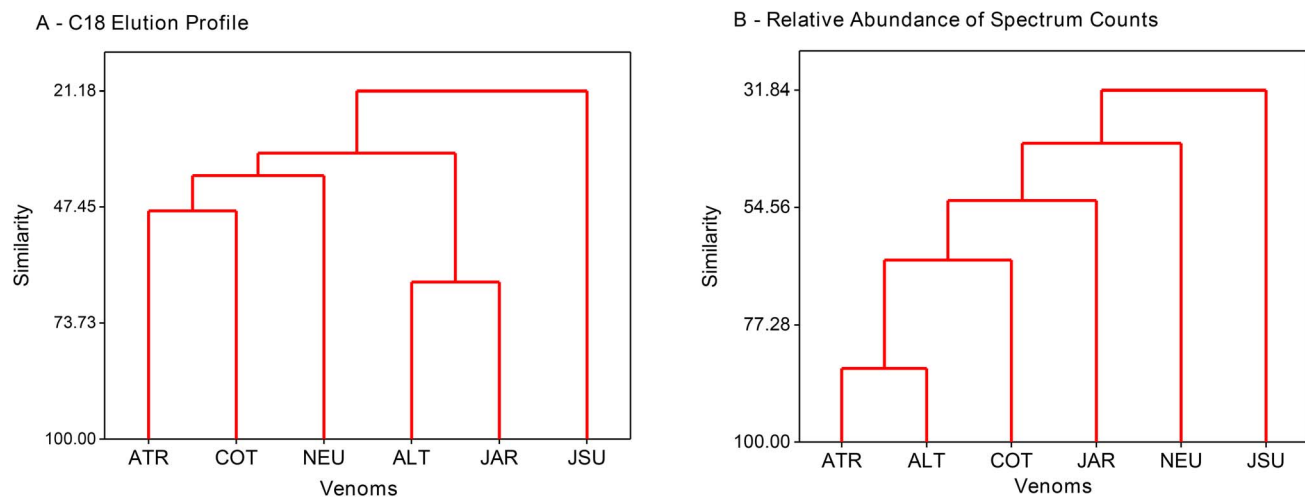 A - C18 Elution Profile
21.18
47.45
73.73
100.00
Similarity
ATR COT NEU ALT JAR JSU
Venoms
B - Relative Abundance of Spectrum Counts
31.84
54.56
77.28
100.00
Similarity
ATR ALT COT JAR NEU JSU
Venoms